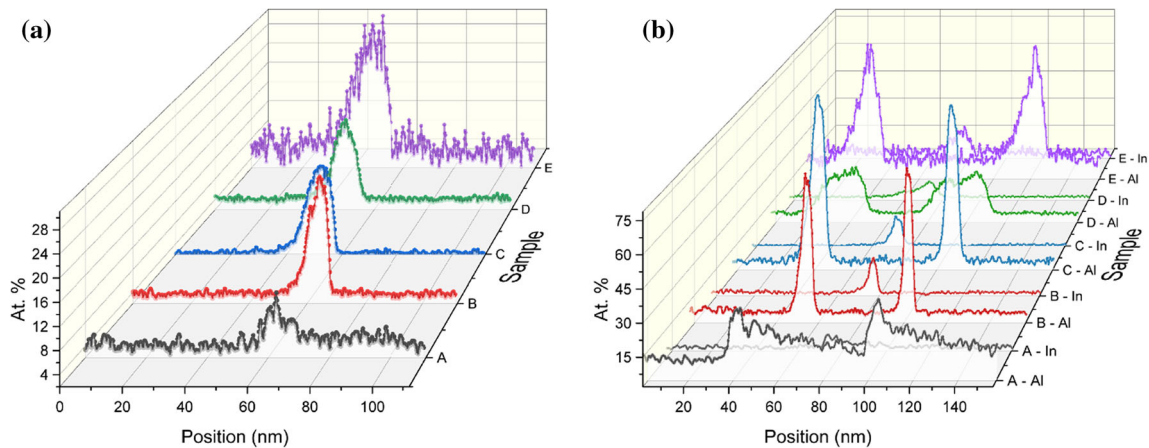 (a)
At. %
28
24
20
16
12
8
4
0
20
40
60
80
100
Position (nm)
A
B
C
D
E
Sample
(b)
At. %
75
60
45
30
15
20
40
60
80
100
120
140
Position (nm)
A - Al
A - In
B - Al
B - In
C - Al
C - In
D - Al
D - In
E - Al
E - In
Sample